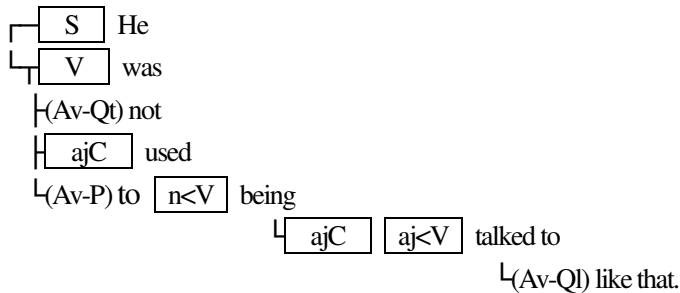 S He
V was
(Av-Qt) not
ajC used
(Av-P) to n<V being
ajC aj<V talked to
(Av-Ql) like that.